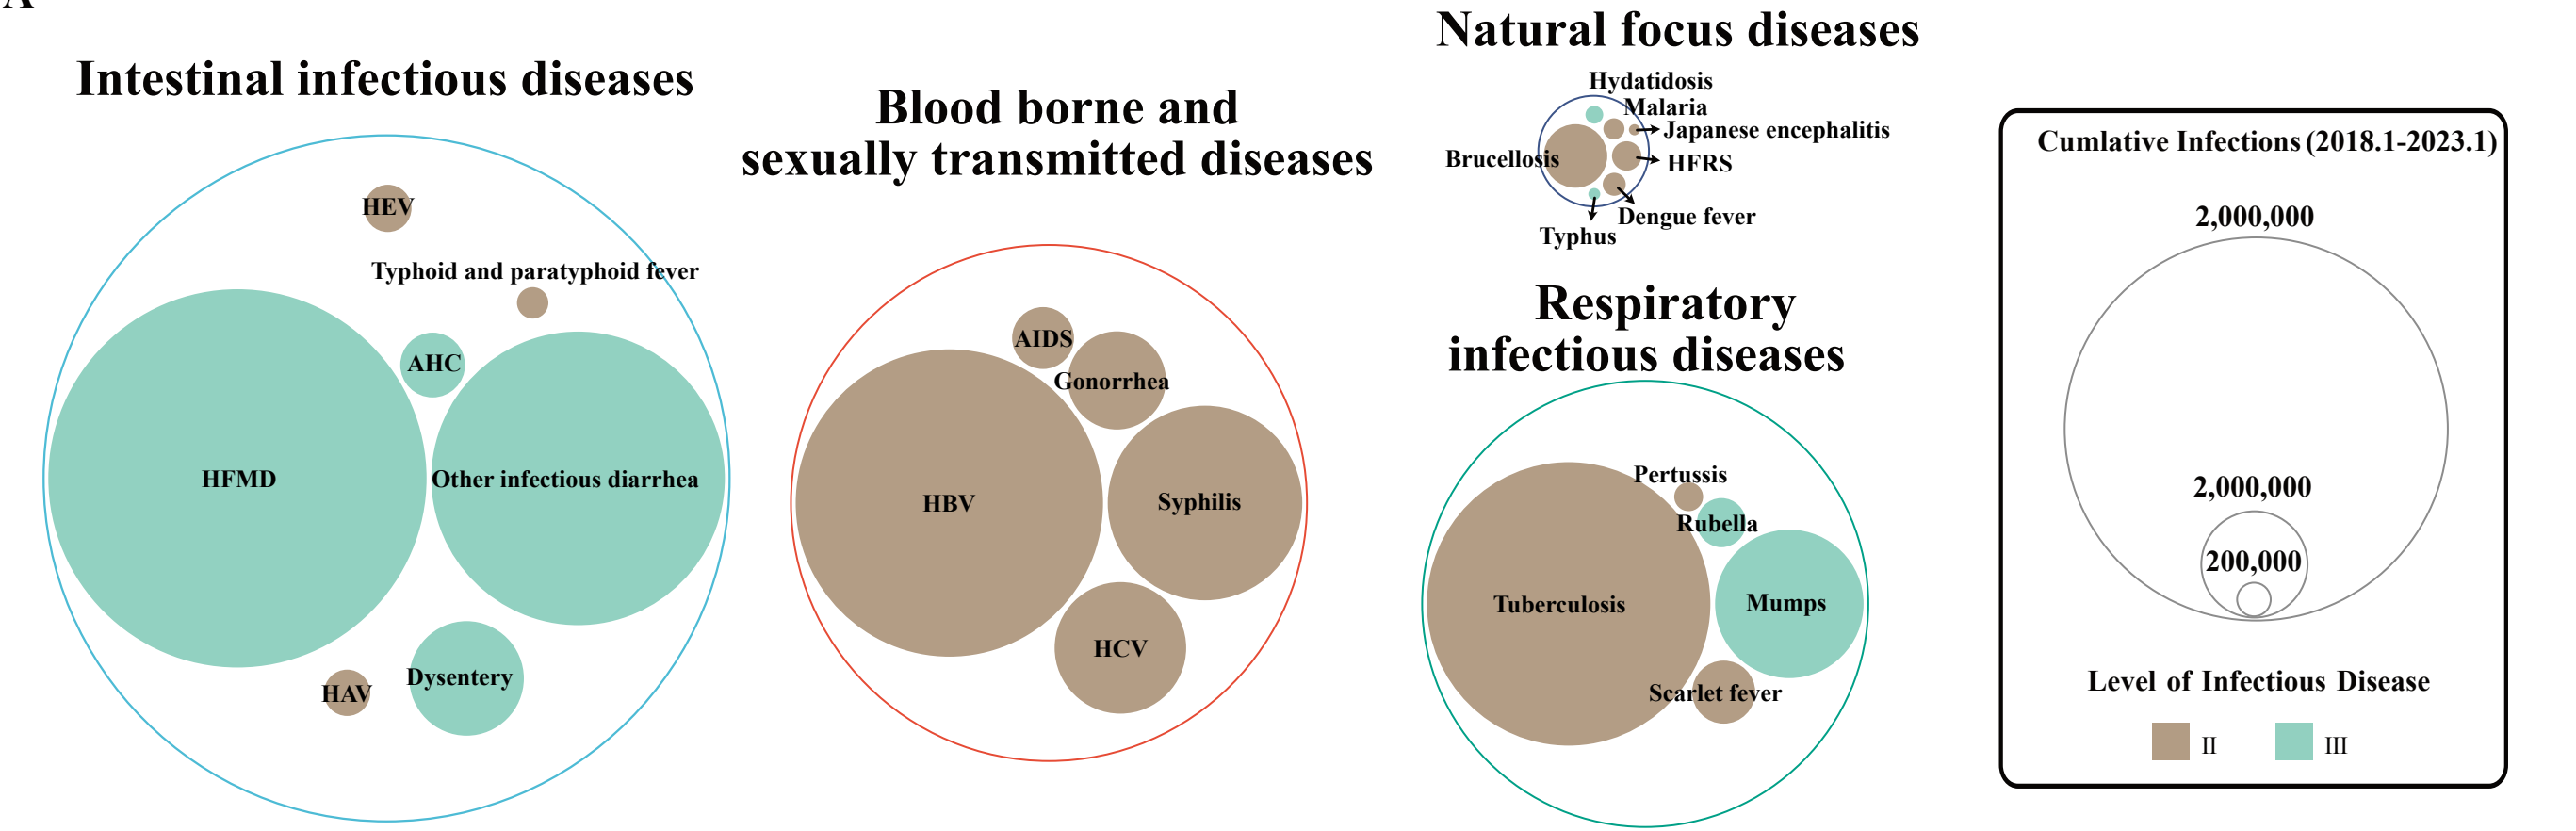 A
Intestinal infectious diseases
HEV
Typhoid and paratyphoid fever
AHC
HFMD
Other infectious diarrhea
HAV
Dysentery
Blood borne and
sexually transmitted diseases
AIDS
Gonorrhea
HBV
Syphilis
HCV
Natural focus diseases
Hydatidosis
Malaria
Japanese encephalitis
Brucellosis
HFRS
Dengue fever
Typhus
Respiratory
infectious diseases
Pertussis
Rubella
Tuberculosis
Mumps
Scarlet fever
Cumlative Infections (2018.1-2023.1)
2,000,000
2,000,000
200,000
Level of Infectious Disease
II
III